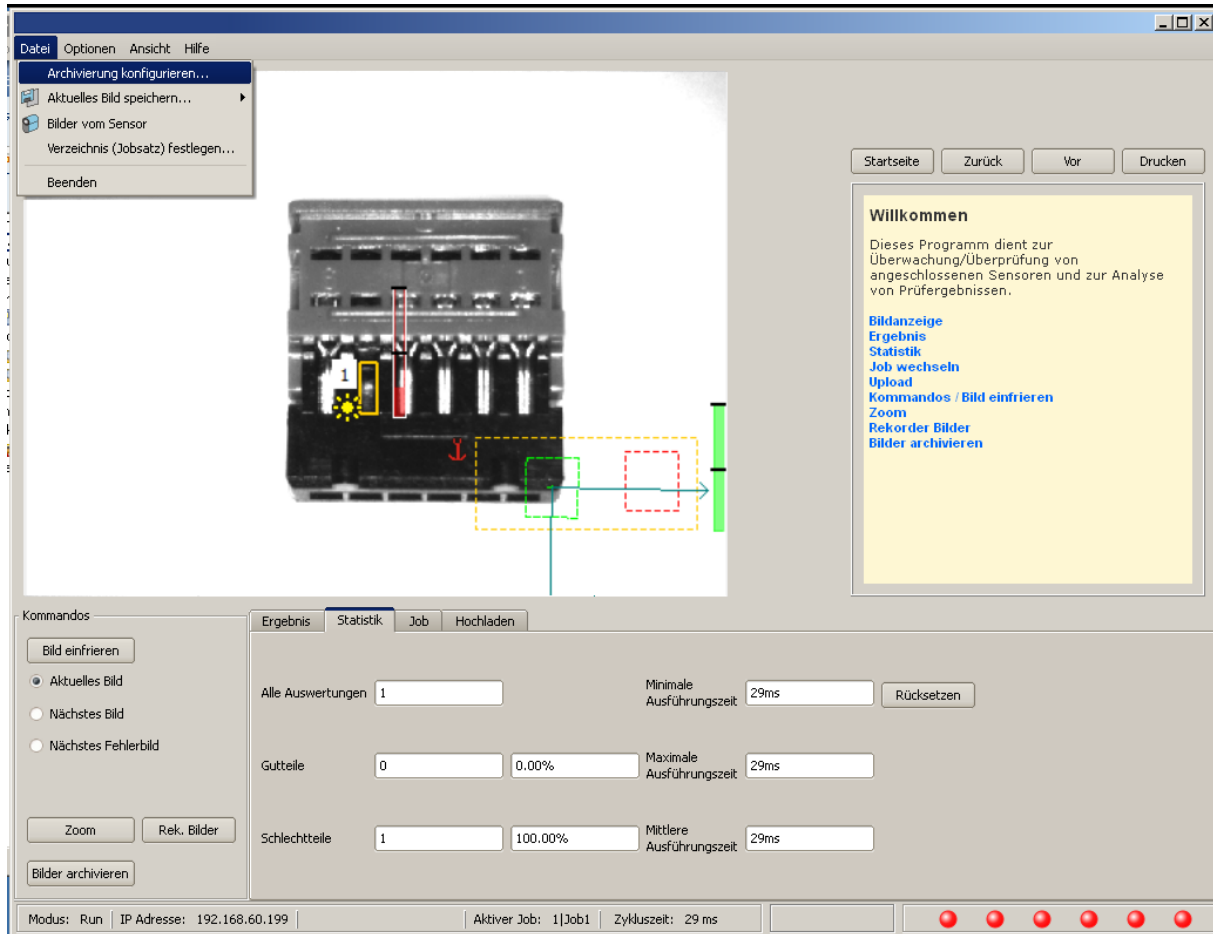 Datei Optionen Ansicht Hilfe
Archivierung konfigurieren...
Aktuelles Bild speichern...
Bilder vom Sensor
Verzeichnis (Jobsatz) festlegen...
Beenden
1
Startseite Zurück Vor Drucken
Willkommen
Dieses Programm dient zur
Überwachung/Überprüfung von
angeschlossenen Sensoren und zur Analyse
von Prüfergebnissen.
Bildanzeige
Ergebnis
Statistik
Job wechseln
Upload
Kommandos / Bild einfrieren
Zoom
Rekorder Bilder
Bilder archivieren
Kommandos
Bild einfrieren
Aktuelles Bild
Nächstes Bild
Nächstes Fehlerbild
Zoom Rek. Bilder
Bilder archivieren
Ergebnis Statistik Job Hochladen
Alle Auswertungen 1
Minimale
Ausführungszeit 29ms Rücksetzen
Gutteile 0 0.00%
Maximale
Ausführungszeit 29ms
Schlechtteile 1 100.00%
Mittlere
Ausführungszeit 29ms
Modus: Run IP Adresse: 192.168.60.199 Aktiver Job: 1|Job1 Zykluszeit: 29 ms